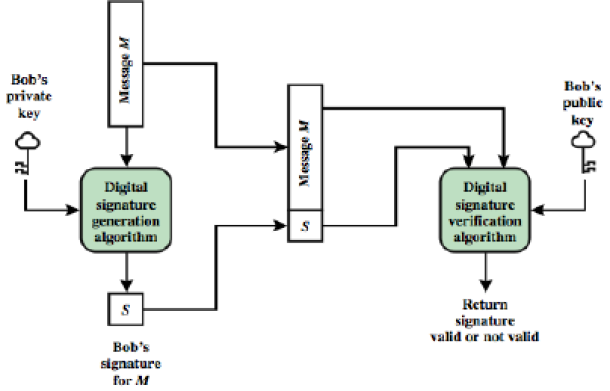 Message M
Bob's
private
key
Digital
signature
generation
algorithm
S
Bob's
signature
for M
Message M
S
Bob's
public
key
Digital
signature
verification
algorithm
Return
signature
valid or not valid